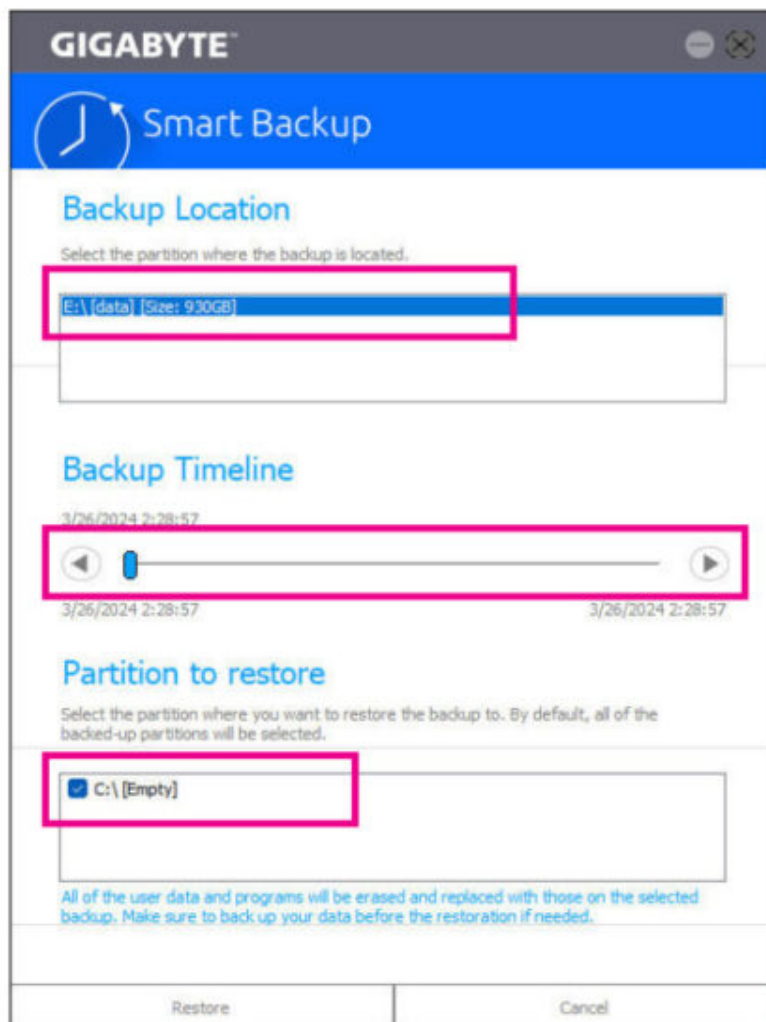 GIGABYTE™
Smart Backup
Backup Location
Select the partition where the backup is located.
E:\ [data] [Size: 930GB]
Backup Timeline
3/26/2024 2:28:57
3/26/2024 2:28:57 3/26/2024 2:28:57
Partition to restore
Select the partition where you want to restore the backup to. By default, all of the
backed-up partitions will be selected.
C:\ [Empty]
All of the user data and programs will be erased and replaced with those on the selected
backup. Make sure to back up your data before the restoration if needed.
Restore Cancel